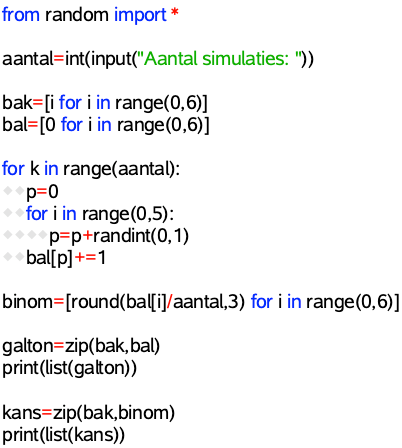 from random import *
aantal=int(input("Aantal simulaties: "))
bak=[i for i in range(0,6)]
bal=[0 for i in range(0,6)]
for k in range(aantal):
◆◆p=0
◆◆for i in range(0,5):
◆◆◆◆p=p+randint(0,1)
◆◆bal[p]+=1
binom=[round(bal[i]/aantal,3) for i in range(0,6)]
galton=zip(bak,bal)
print(list(galton))
kans=zip(bak,binom)
print(list(kans))